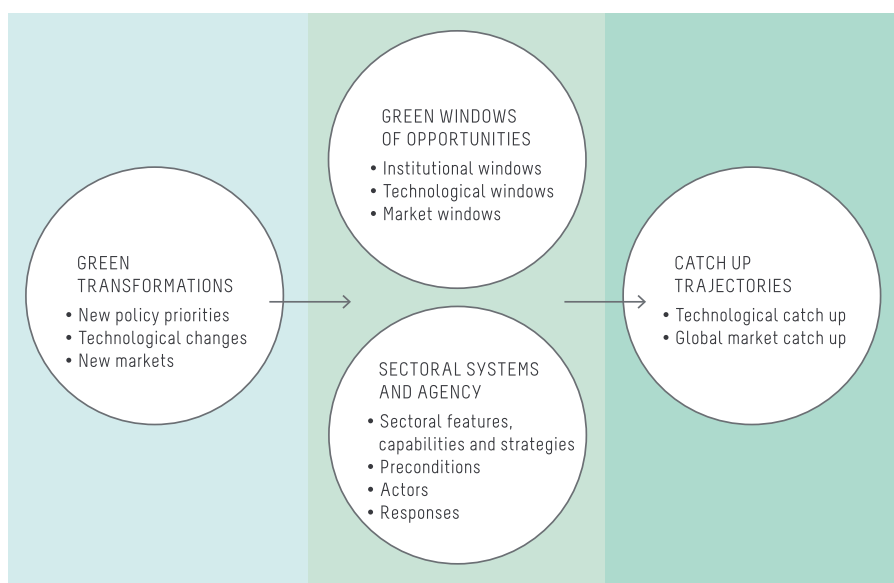 GREEN
TRANSFORMATIONS
• New policy priorities
• Technological changes
• New markets
GREEN WINDOWS
OF OPPORTUNITIES
• Institutional windows
• Technological windows
• Market windows
SECTORAL SYSTEMS
AND AGENCY
• Sectoral features,
capabilities and strategies
• Preconditions
• Actors
• Responses
CATCH UP
TRAJECTORIES
• Technological catch up
• Global market catch up